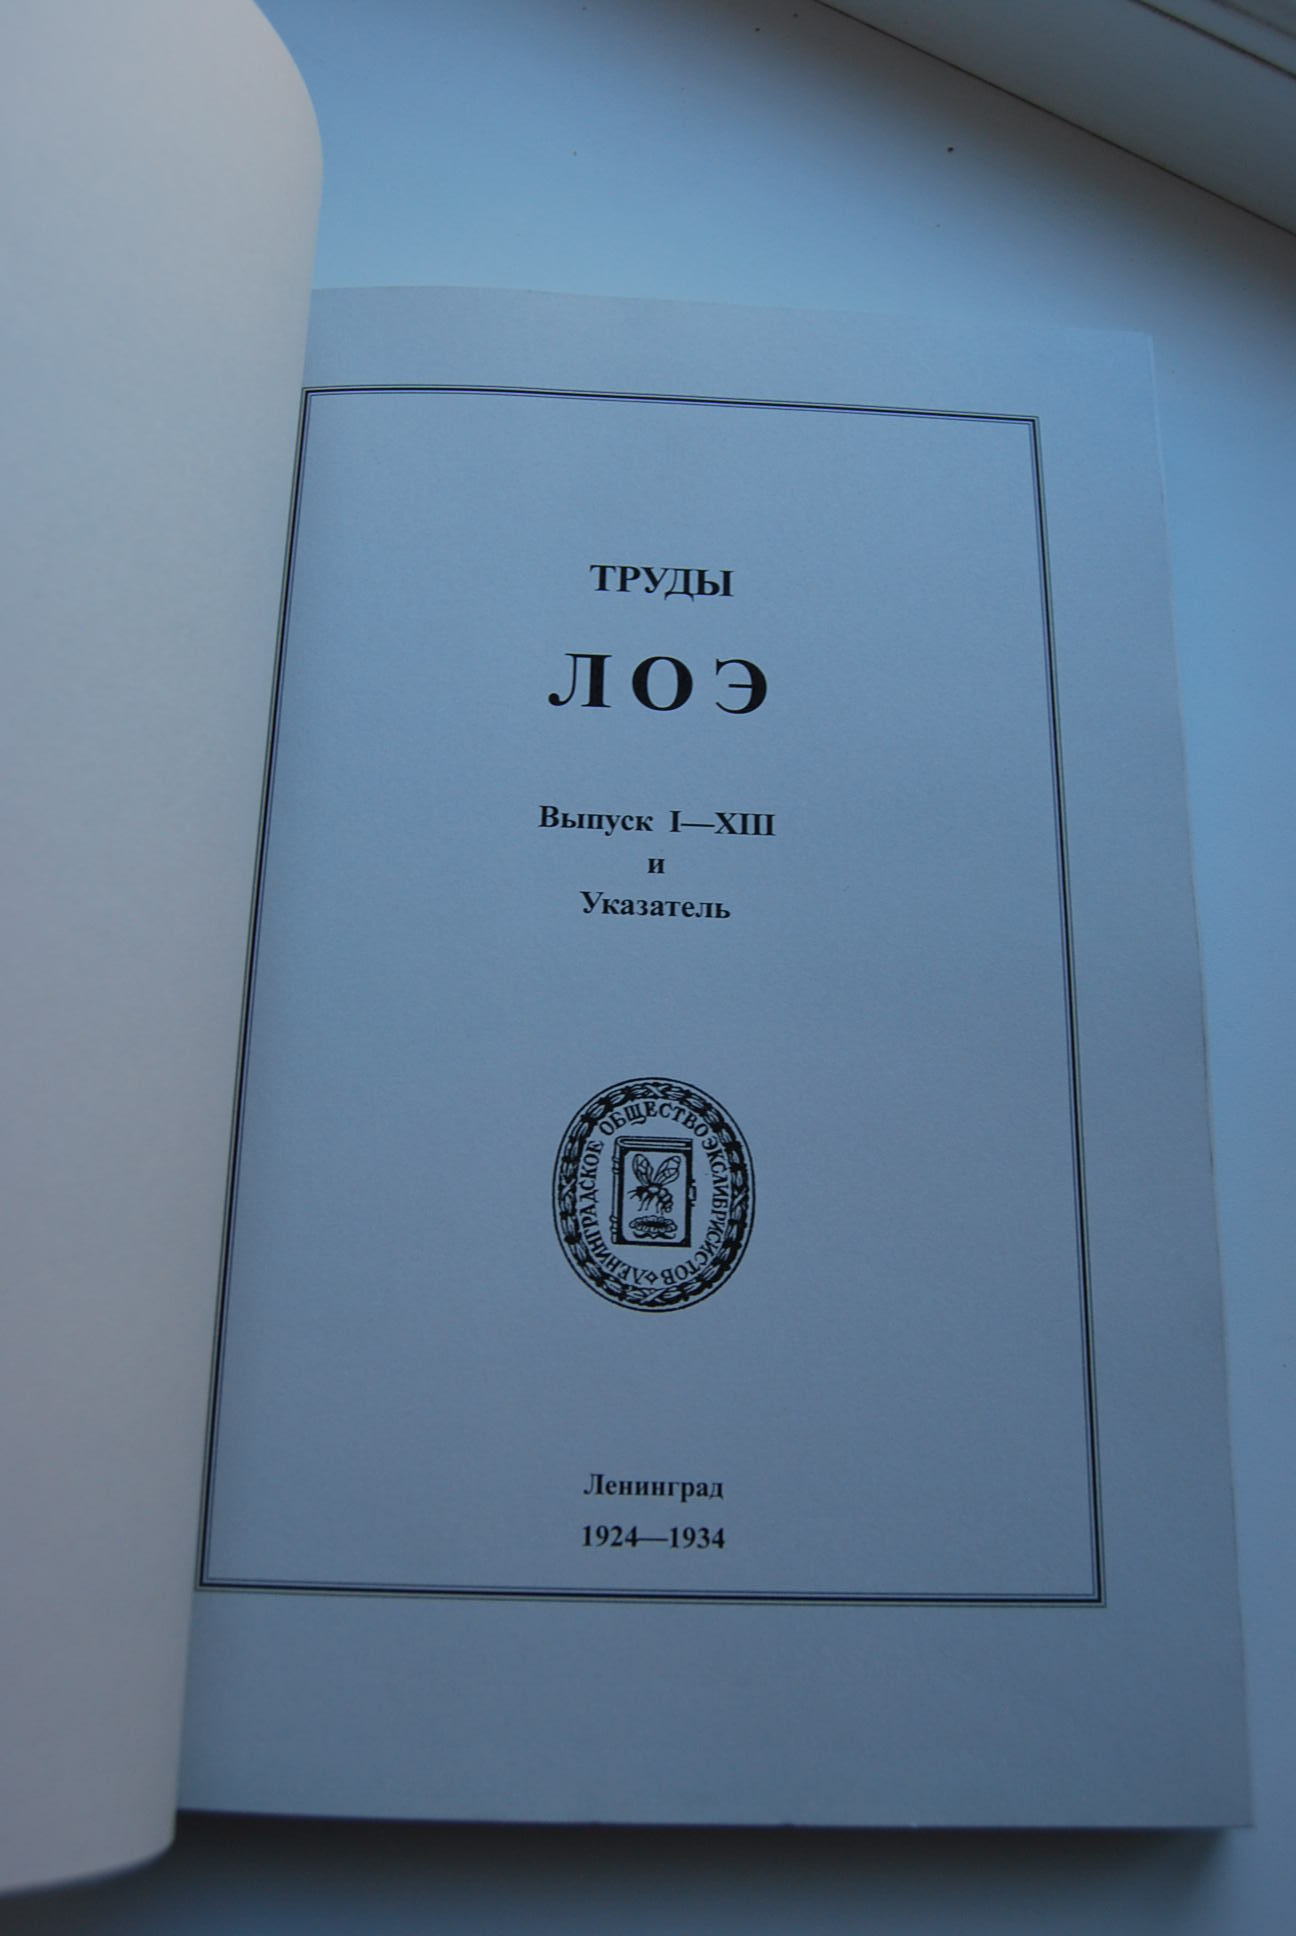 ТРУДЫ
ЛОЭ
Выпуск I—XIII
и
Указатель
ЛЕНИНГРАДСКОЕ ОБЩЕСТВО ЭКСЛИБРИСИСТОВ
Ленинград
1924—1934